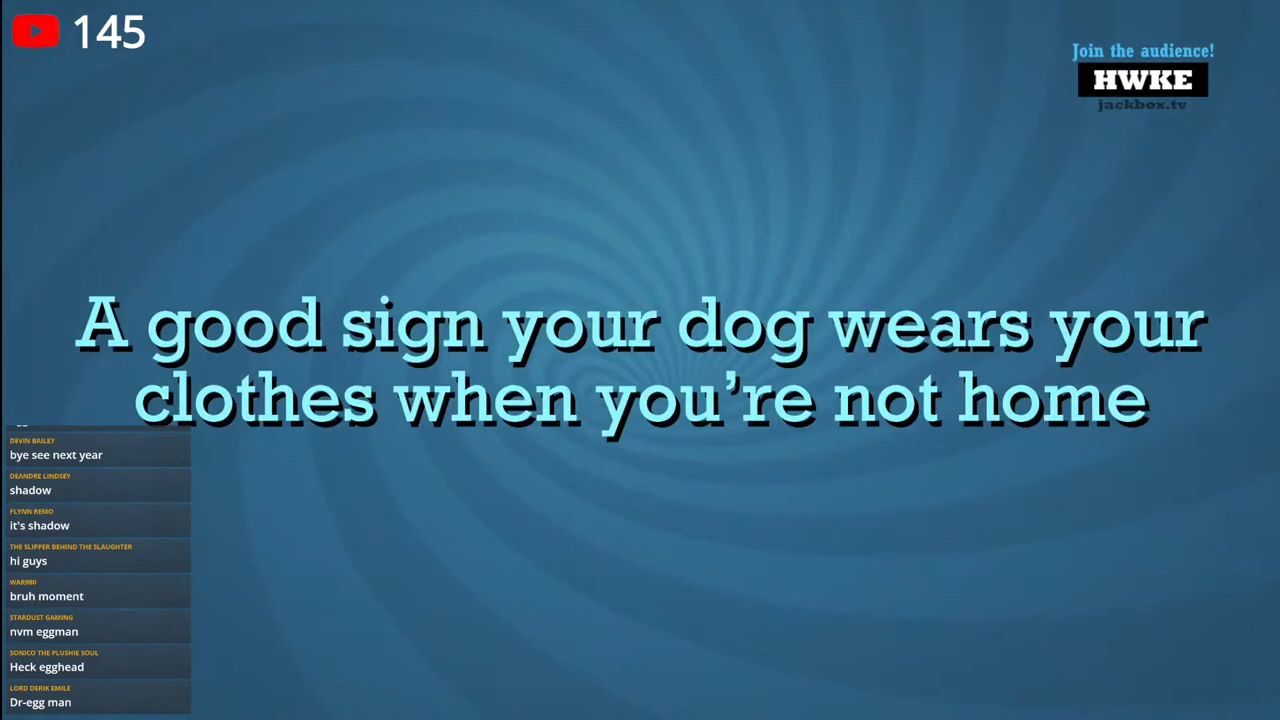 145
Join the audience!
HWKE
jackbox.tv
A good sign your dog wears your
clothes when you're not home
DEVIN BAILEY
bye see next year
DEANDRE LINDSEY
shadow
FLYNN REMO
it's shadow
THE SLIPPER BEHIND THE SLAUGHTER
hi guys
WAR980
bruh moment
STARDUST GAMING
nvm eggman
SONICO THE PLUSHIE SOUL
Heck egghead
LORD DERIK EMILE
Dr-egg man